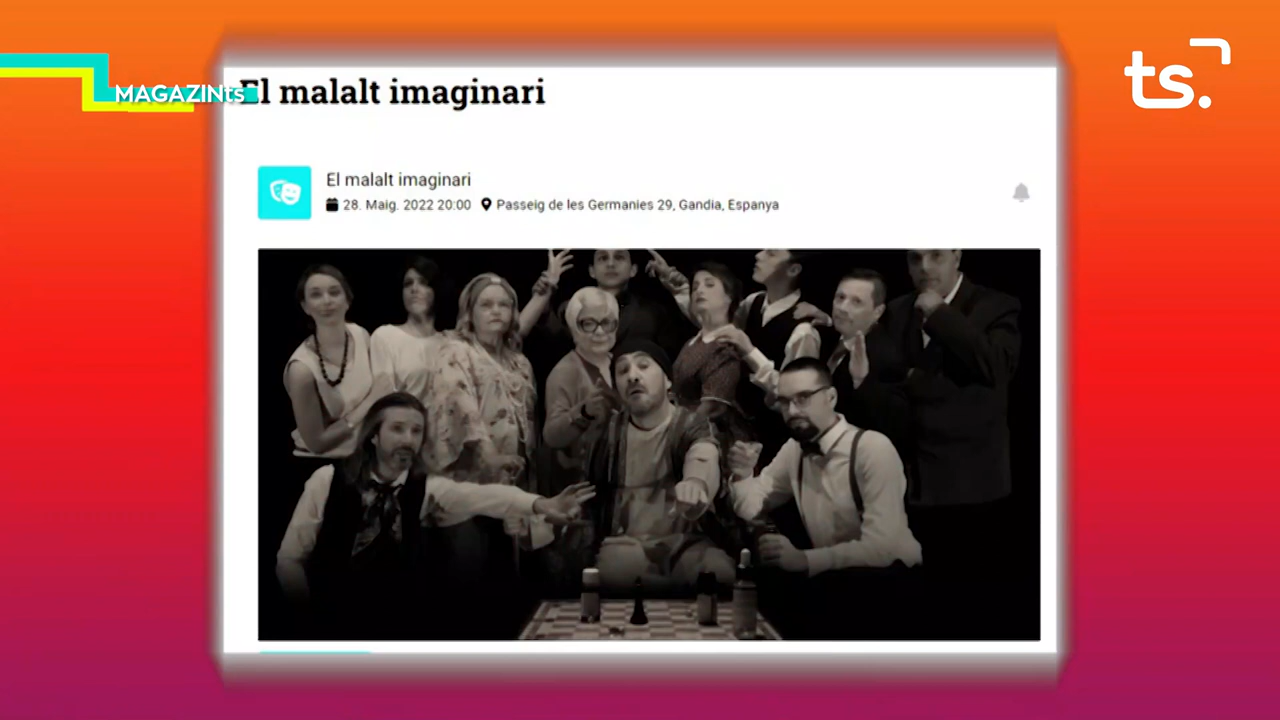 MAGAZINts
ts.
El malalt imaginari
El malalt imaginari
28. Maig. 2022 20:00 Passeig de les Germanies 29, Gandia, Espanya